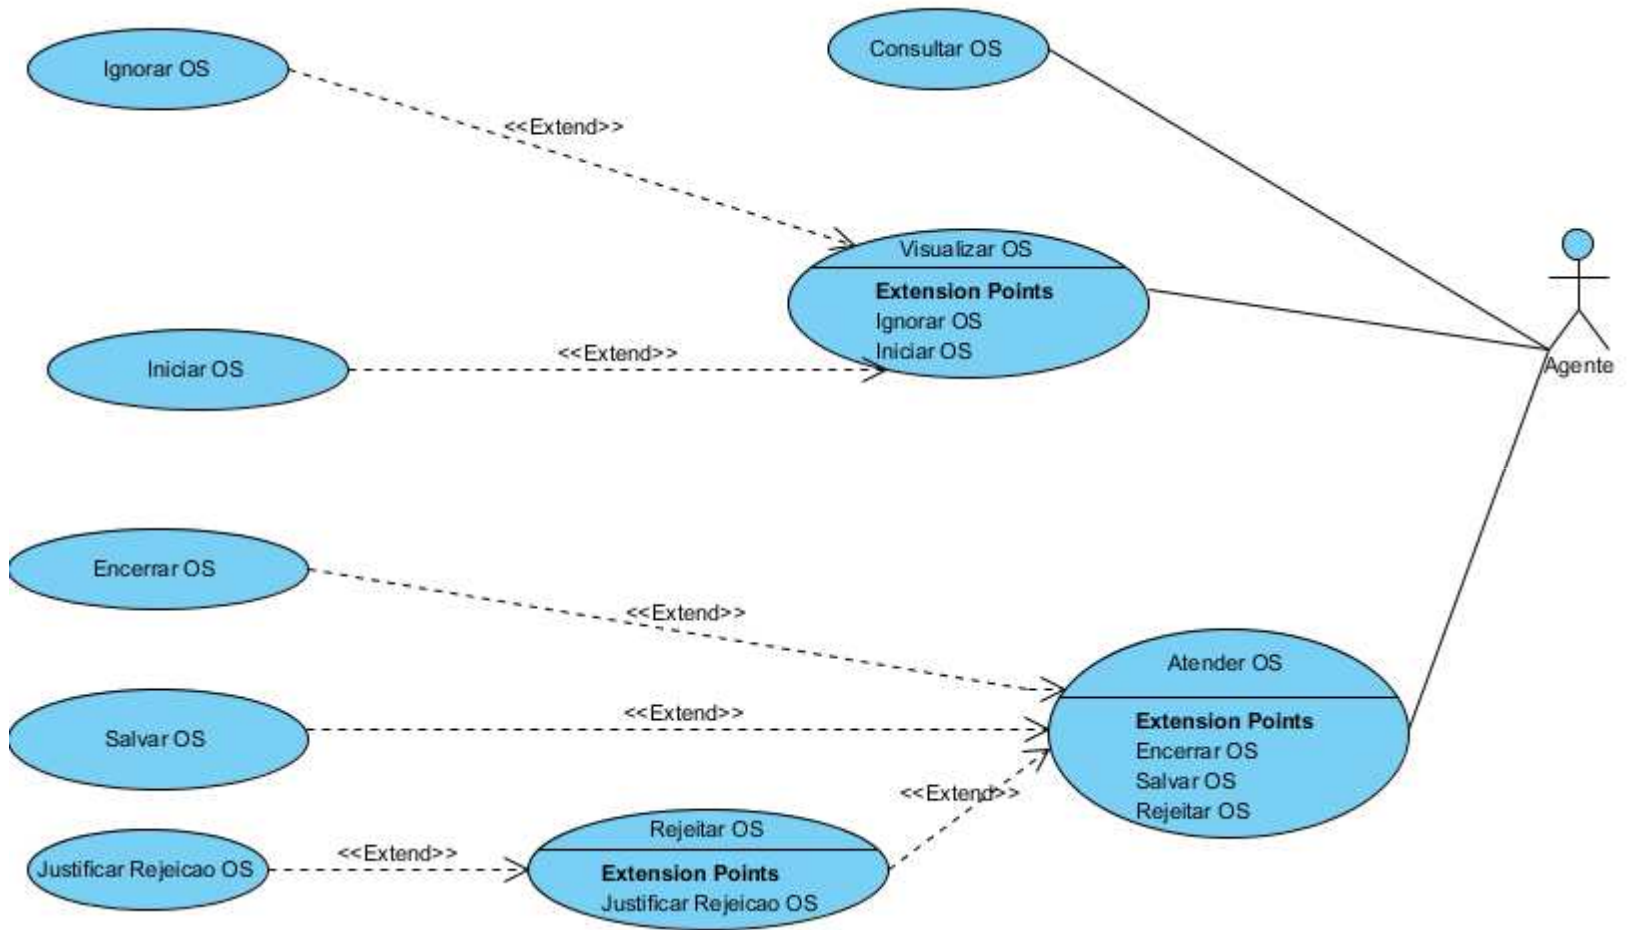 Consultar OS
Ignorar OS
<<Extend>>
Visualizar OS
Extension Points
Ignorar OS
Iniciar OS
Iniciar OS
<<Extend>>
Agente
Encerrar OS
<<Extend>>
Atender OS
Extension Points
Encerrar OS
Salvar OS
Rejeitar OS
Salvar OS
<<Extend>>
<<Extend>>
Rejeitar OS
Extension Points
Justificar Rejeicao OS
Justificar Rejeicao OS
<<Extend>>